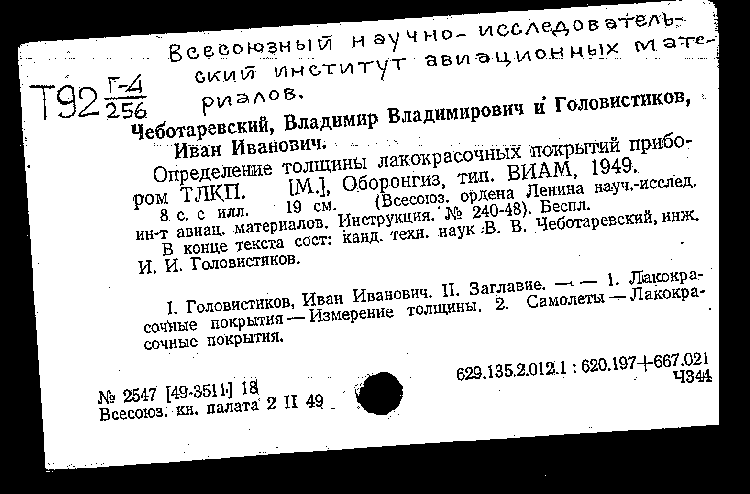 Всесоюзный научно-исследователь-
ский институт авиационных мате-
риалов.
Т92 Г-Д
256
Чеботаревский, Владимир Владимирович и Головистиков,
Иван Иванович.
Определение толщины лакокрасочных покрытий прибо-
ром ТЛКП. [М.], Оборонгиз, тип. ВИАМ, 1949.
8 с. с илл. 19 см. (Всесоюз. ордена Ленина науч.-исслед.
ин-т авиац. материалов. Инструкция. № 240-48). Беспл.
В конце текста сост: канд. техн. наук В. В. Чеботаревский, инж.
И. И. Головистиков.
I. Головистиков, Иван Иванович. II. Заглавие. — — 1. Лакокра-
сочные покрытия — Измерение толщины. 2. Самолеты — Лакокра-
сочные покрытия.
№ 2547 [49-3511] 18
629.135.2.012.1 : 620.197+667.021
Всесоюз. кн. палата 2 II 49
Ч344